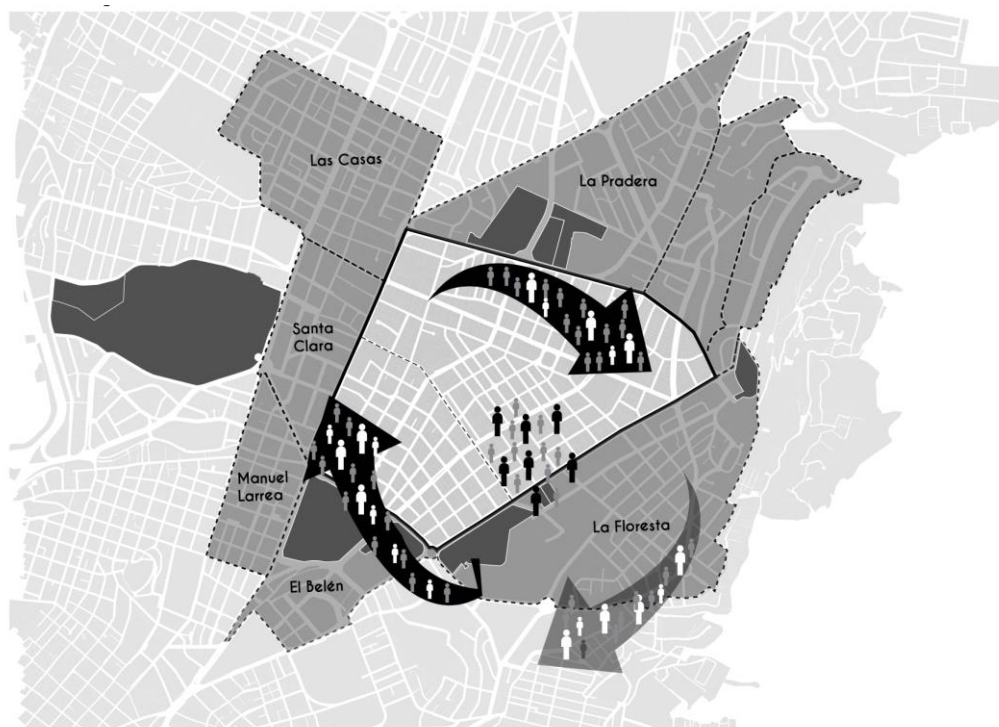 Las Casas
La Pradera
Santa
Clara
Manuel
Larrea
La Floresta
El Belén